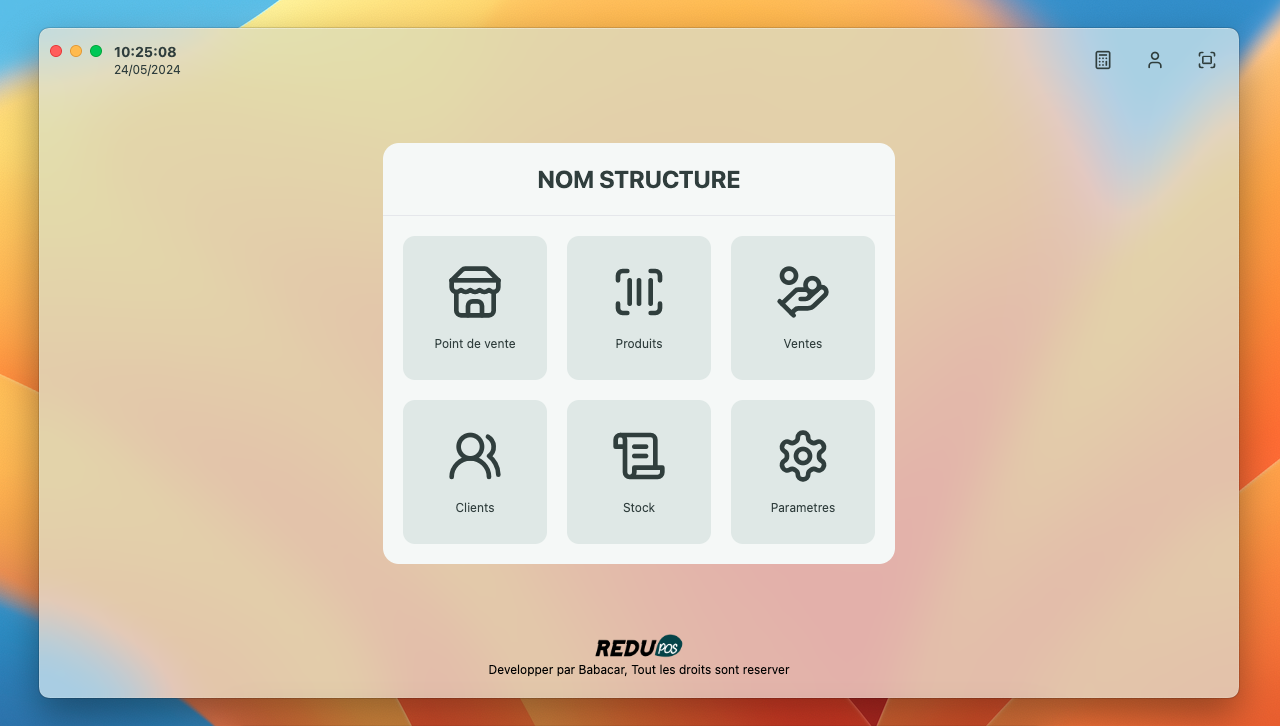 10:25:08
24/05/2024
NOM STRUCTURE
Point de vente
Produits
Ventes
Clients
Stock
Parametres
REDU POS
Developper par Babacar, Tout les droits sont reserver